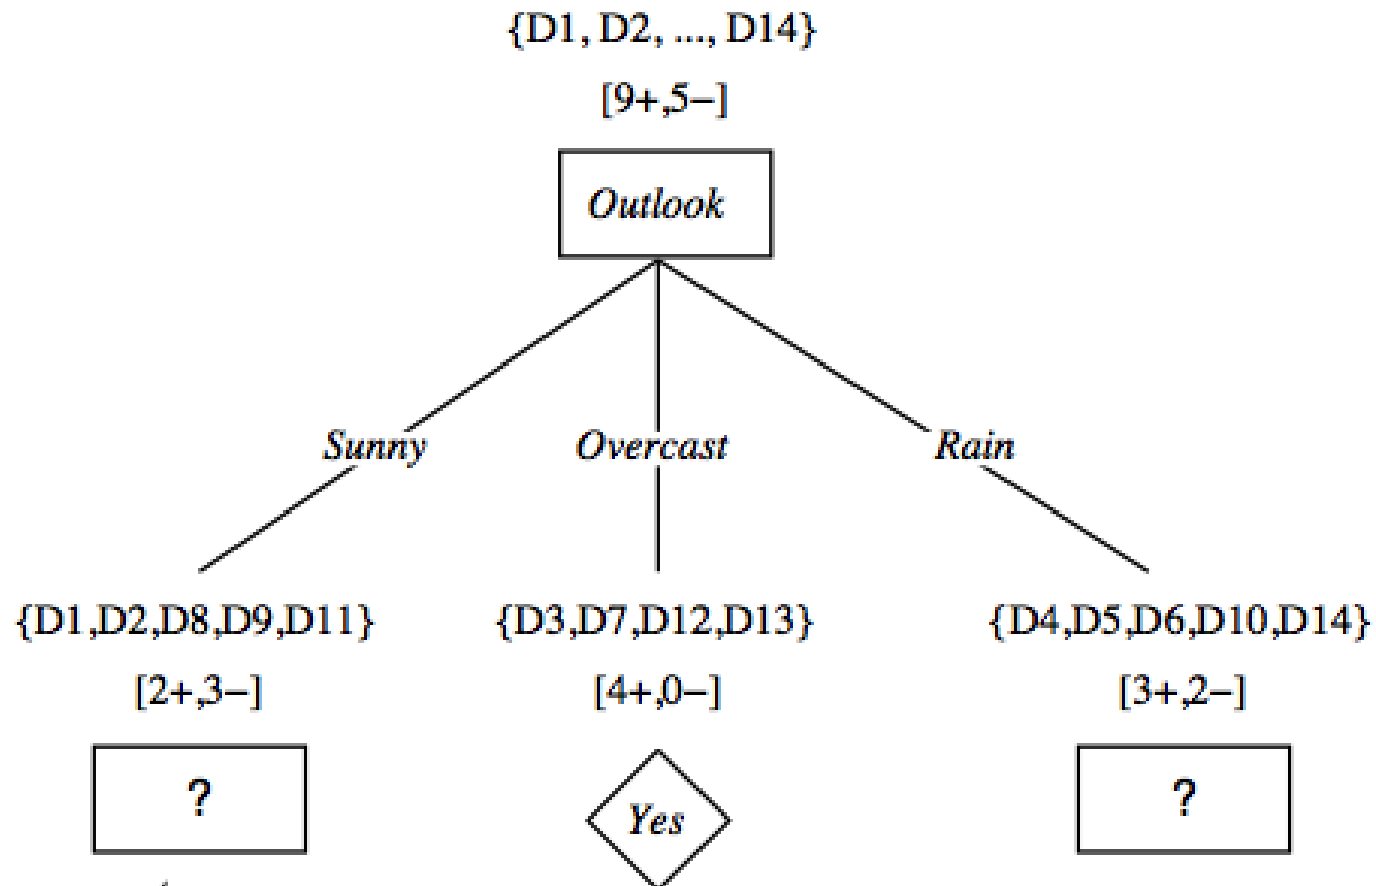 {D1, D2, ..., D14}
[9+,5−]
Outlook
Sunny Overcast Rain
{D1,D2,D8,D9,D11} {D3,D7,D12,D13} {D4,D5,D6,D10,D14}
[2+,3−] [4+,0−] [3+,2−]
? Yes ?